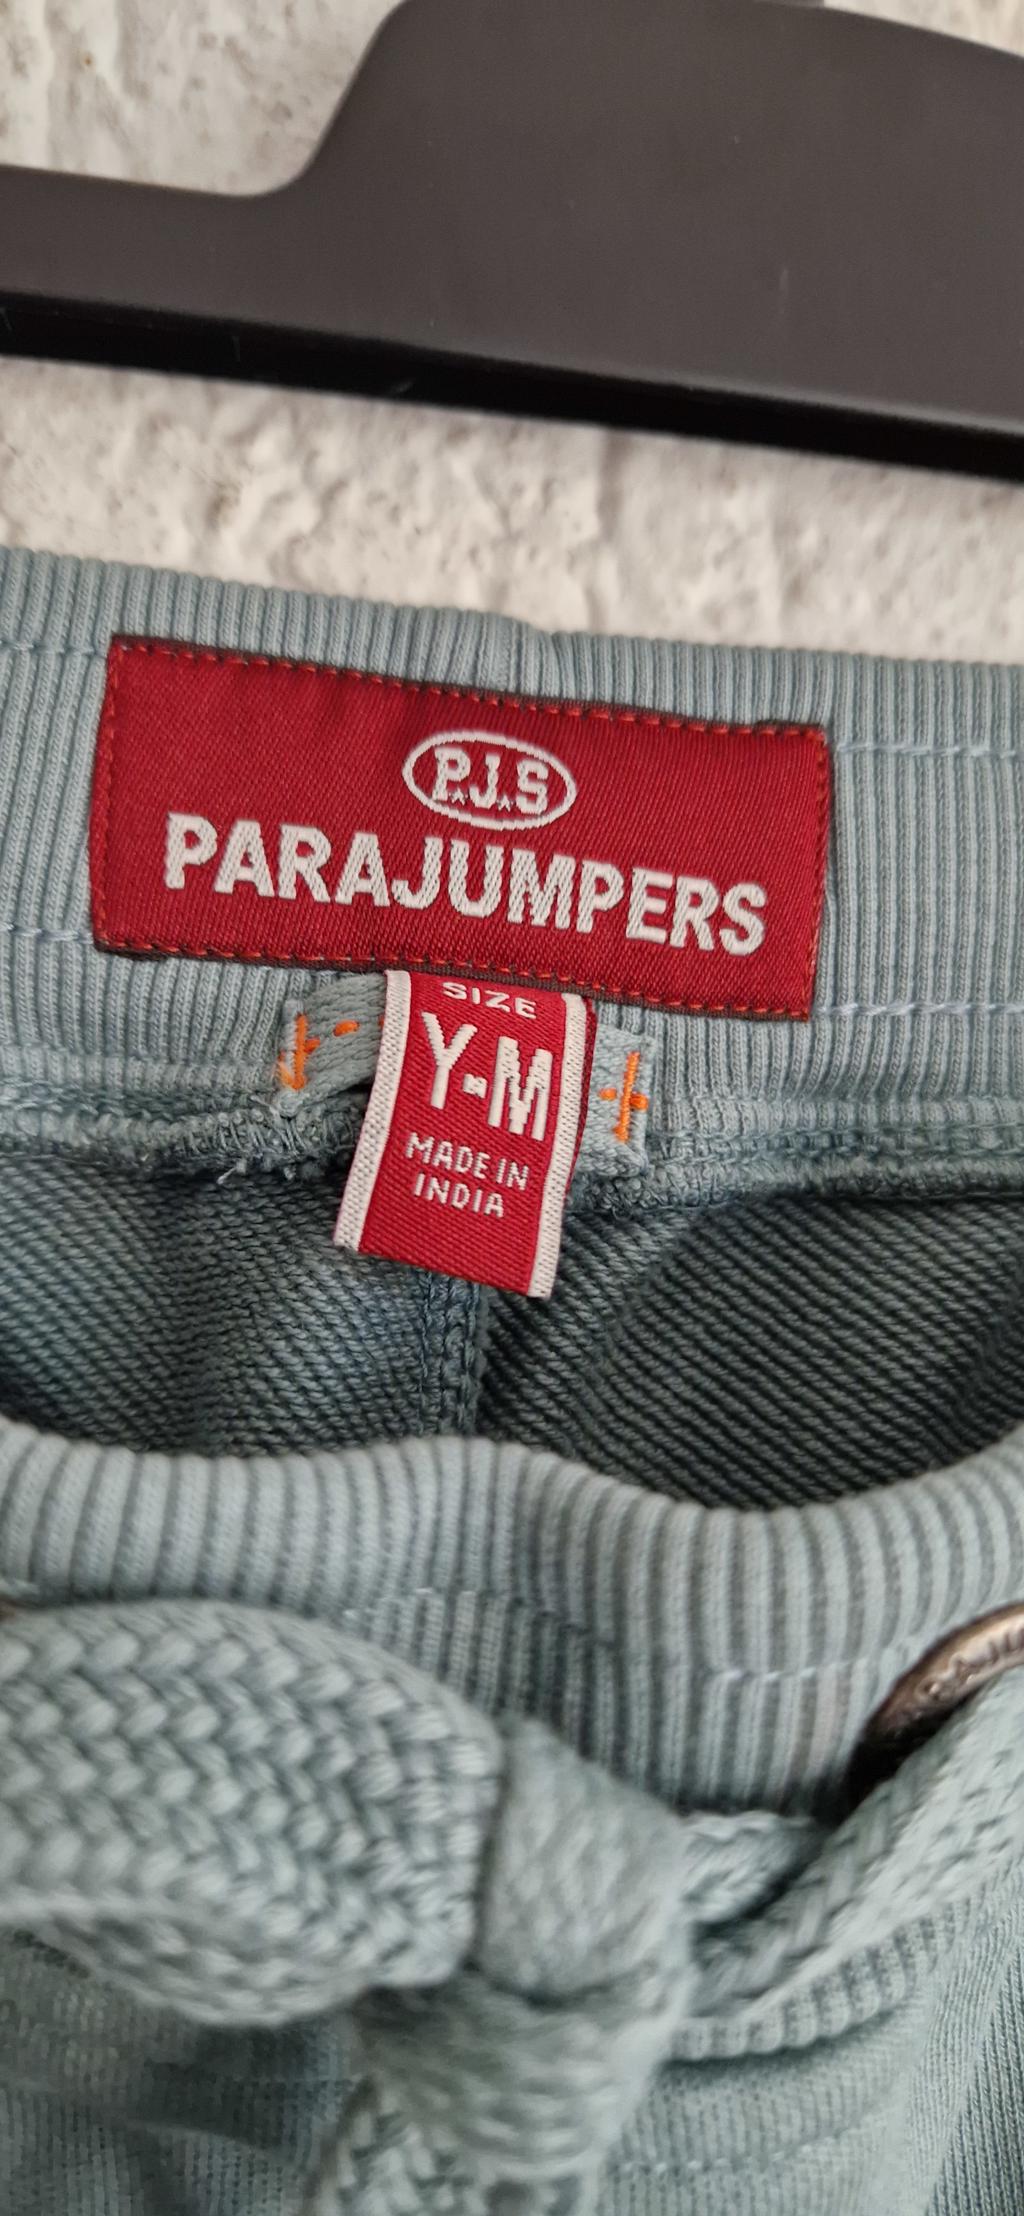 P.J.S
PARAJUMPERS
SIZE
Y-M
MADE IN
INDIA